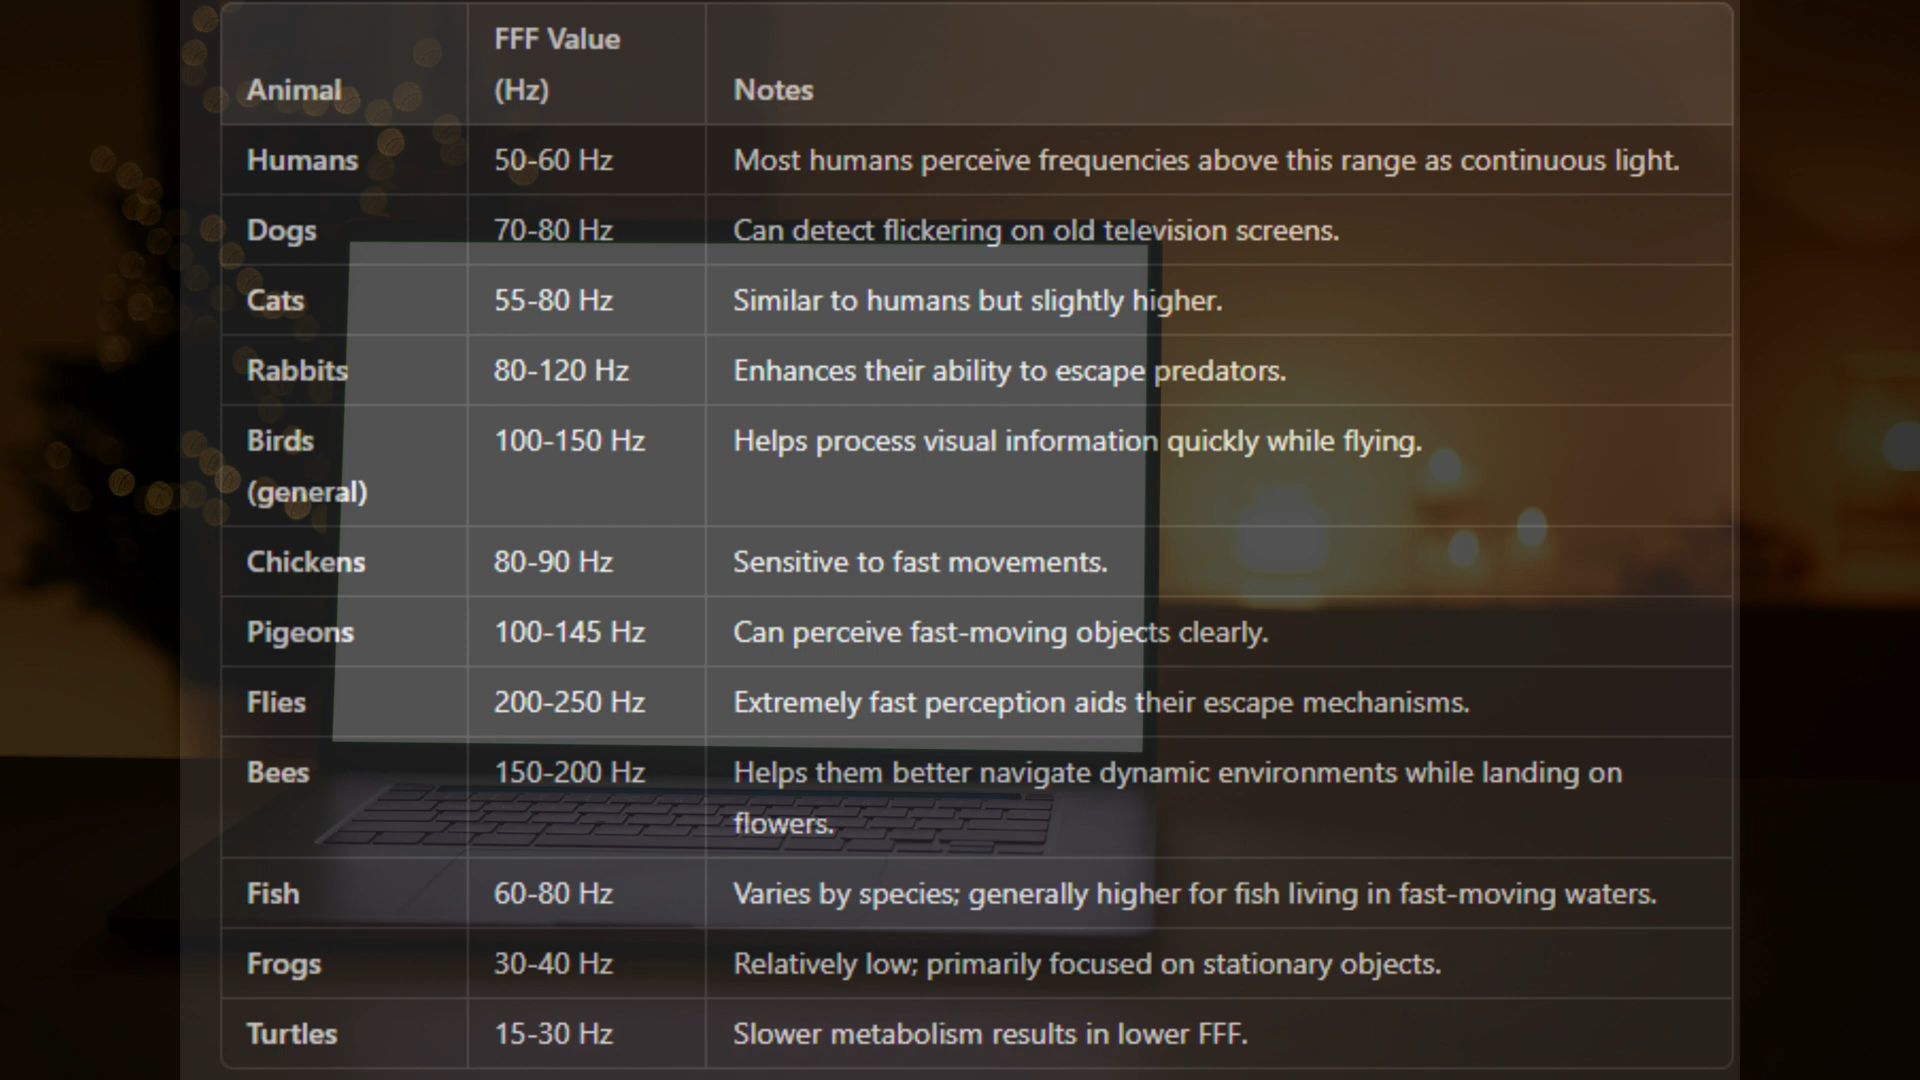 FFF Value
Animal (Hz) Notes
Humans 50-60 Hz Most humans perceive frequencies above this range as continuous light.
Dogs 70-80 Hz Can detect flickering on old television screens.
Cats 55-80 Hz Similar to humans but slightly higher.
Rabbits 80-120 Hz Enhances their ability to escape predators.
Birds 100-150 Hz Helps process visual information quickly while flying.
(general)
Chickens 80-90 Hz Sensitive to fast movements.
Pigeons 100-145 Hz Can perceive fast-moving objects clearly.
Flies 200-250 Hz Extremely fast perception aids their escape mechanisms.
Bees 150-200 Hz Helps them better navigate dynamic environments while landing on
flowers.
Fish 60-80 Hz Varies by species; generally higher for fish living in fast-moving waters.
Frogs 30-40 Hz Relatively low; primarily focused on stationary objects.
Turtles 15-30 Hz Slower metabolism results in lower FFF.